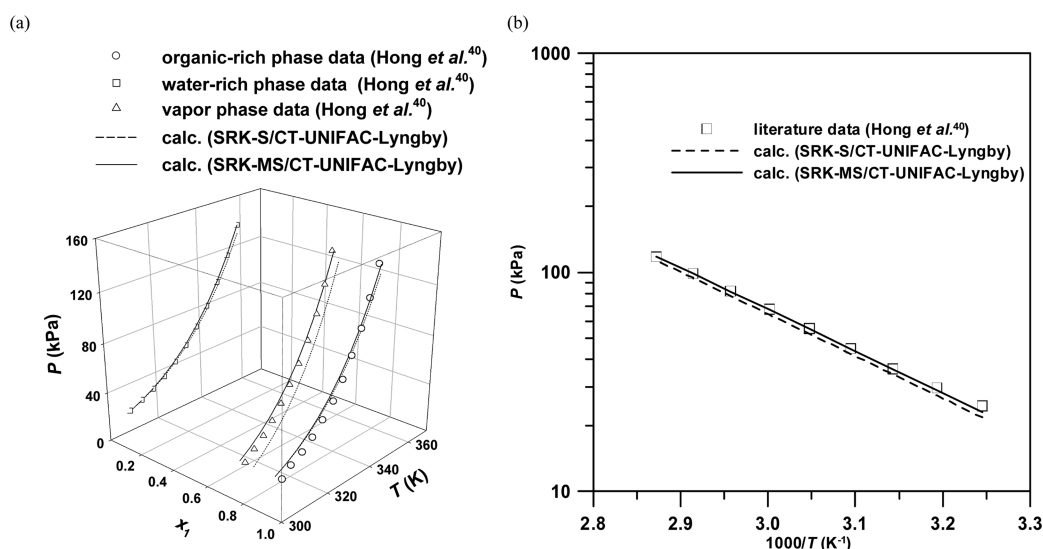 (a)
organic-rich phase data (Hong et al.40)
water-rich phase data (Hong et al.40)
vapor phase data (Hong et al.40)
calc. (SRK-S/CT-UNIFAC-Lyngby)
calc. (SRK-MS/CT-UNIFAC-Lyngby)
160
120
80
40
0
P (kPa)
0.2
0.4
0.6
0.8
1.0
x1
300
320
340
360
T (K)
(b)
1000
100
10
P (kPa)
literature data (Hong et al.40)
calc. (SRK-S/CT-UNIFAC-Lyngby)
calc. (SRK-MS/CT-UNIFAC-Lyngby)
2.8 2.9 3.0 3.1 3.2 3.3
1000/T (K-1)